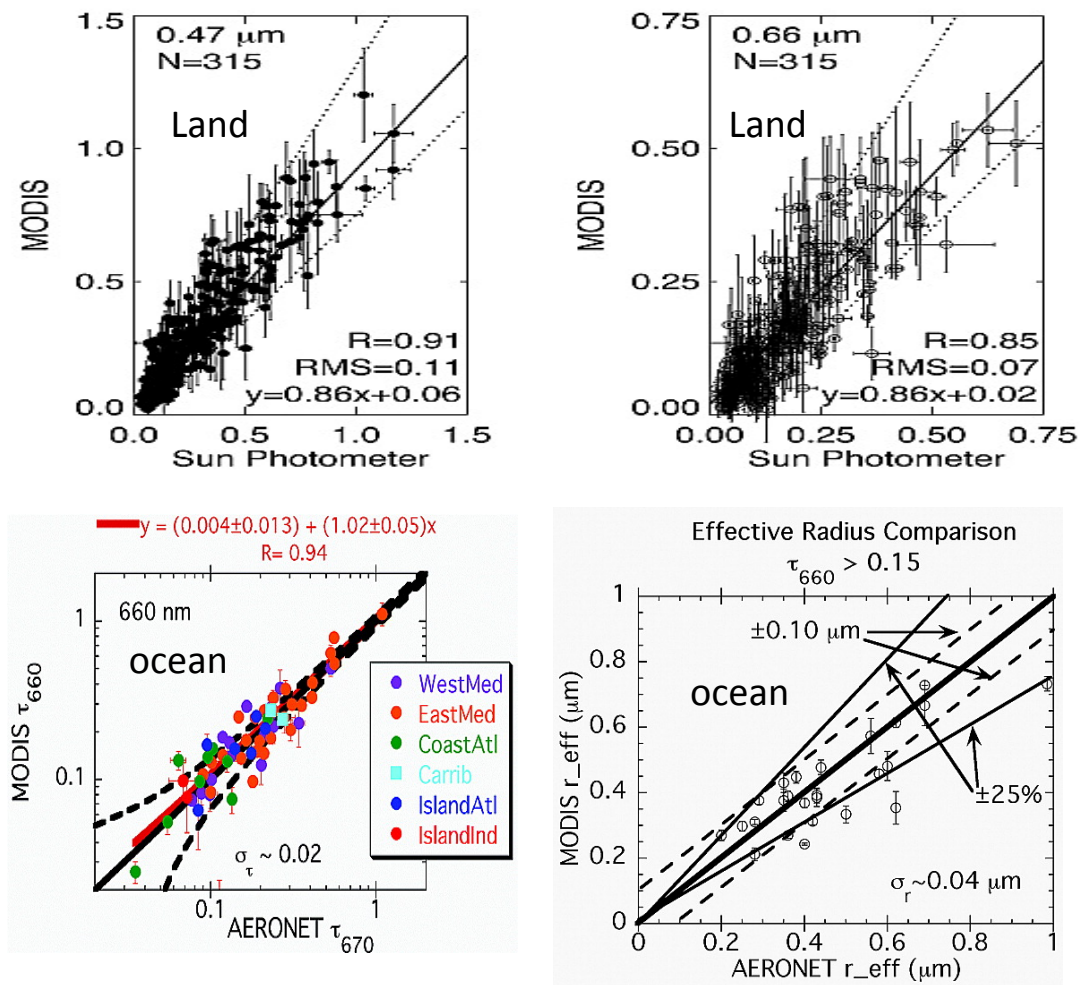 0.47 µm
N=315
Land
R=0.91
RMS=0.11
y=0.86x+0.06
MODIS
1.5
1.0
0.5
0.0
0.0 0.5 1.0 1.5
Sun Photometer
0.66 µm
N=315
Land
R=0.85
RMS=0.07
y=0.86x+0.02
MODIS
0.75
0.50
0.25
0.00
0.00 0.25 0.50 0.75
Sun Photometer
y = (0.004±0.013) + (1.02±0.05)x
R= 0.94
660 nm
ocean
WestMed
EastMed
CoastAtl
Carrib
IslandAtl
IslandInd
σ_τ ~ 0.02
MODIS τ_660
1
0.1
0.1 1
AERONET τ_670
Effective Radius Comparison
τ_660 > 0.15
±0.10 µm
ocean
±25%
σ_r~0.04 µm
MODIS r_eff (µm)
1
0.8
0.6
0.4
0.2
0
0 0.2 0.4 0.6 0.8 1
AERONET r_eff (µm)